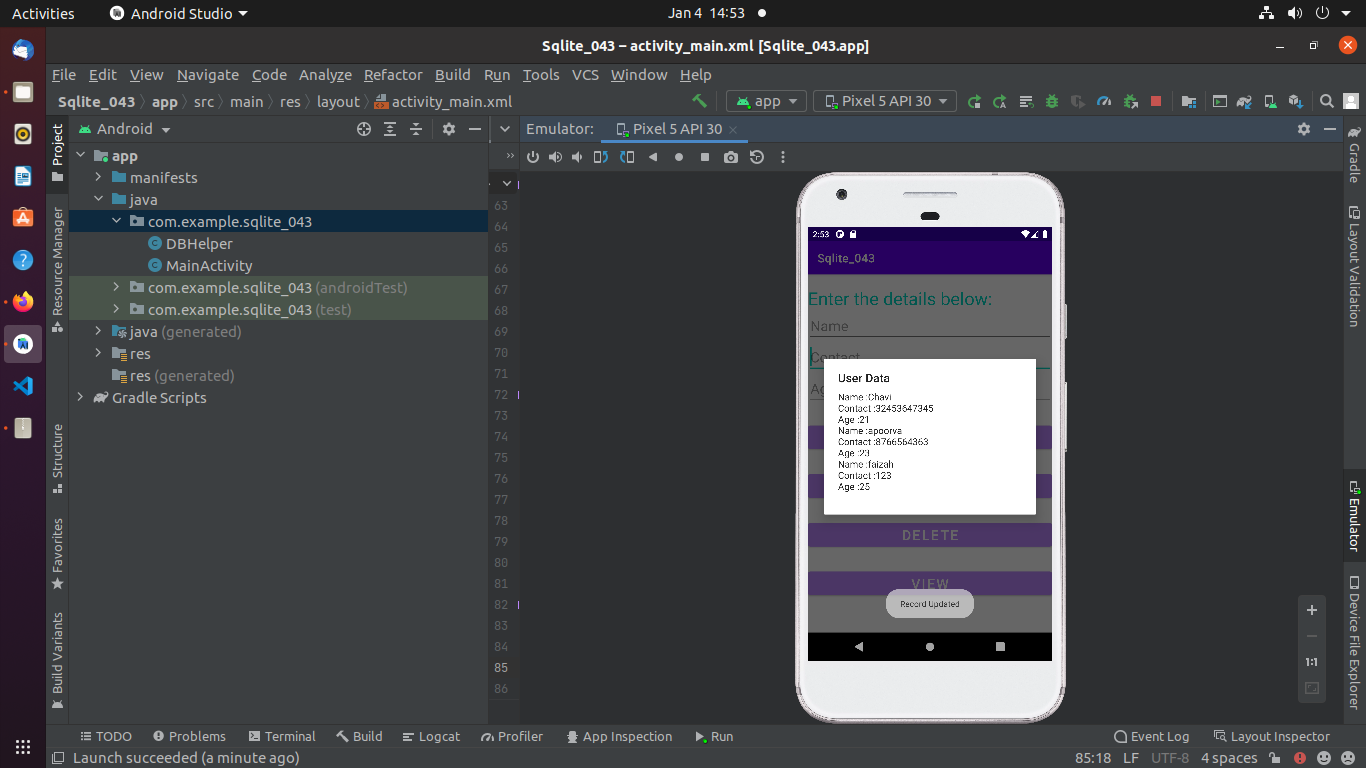 Activities Android Studio Jan 4 14:53
Sqlite_043 – activity_main.xml [Sqlite_043.app]
File Edit View Navigate Code Analyze Refactor Build Run Tools VCS Window Help
Sqlite_043 app src main res layout activity_main.xml app Pixel 5 API 30
Project
Resource Manager
Structure
Favorites
Build Variants
Android
app
manifests
java
com.example.sqlite_043
DBHelper
MainActivity
com.example.sqlite_043 (androidTest)
com.example.sqlite_043 (test)
java (generated)
res
res (generated)
Gradle Scripts
Emulator: Pixel 5 API 30
63
64
65
66
67
68
69
70
71
72
73
74
75
76
77
78
79
80
81
82
83
84
85
86
2:53
Sqlite_043
Enter the details below:
Name
Contact
User Data
Name :Chavi
Contact :32453647345
Age :21
Name :apoorva
Contact :8766564363
Age :23
Name :faizah
Contact :123
Age :25
DELETE
VIEW
Record Updated
1:1
Gradle
Layout Validation
Emulator
Device File Explorer
TODO Problems Terminal Build Logcat Profiler App Inspection Run Event Log Layout Inspector
Launch succeeded (a minute ago) 85:18 LF UTF-8 4 spaces